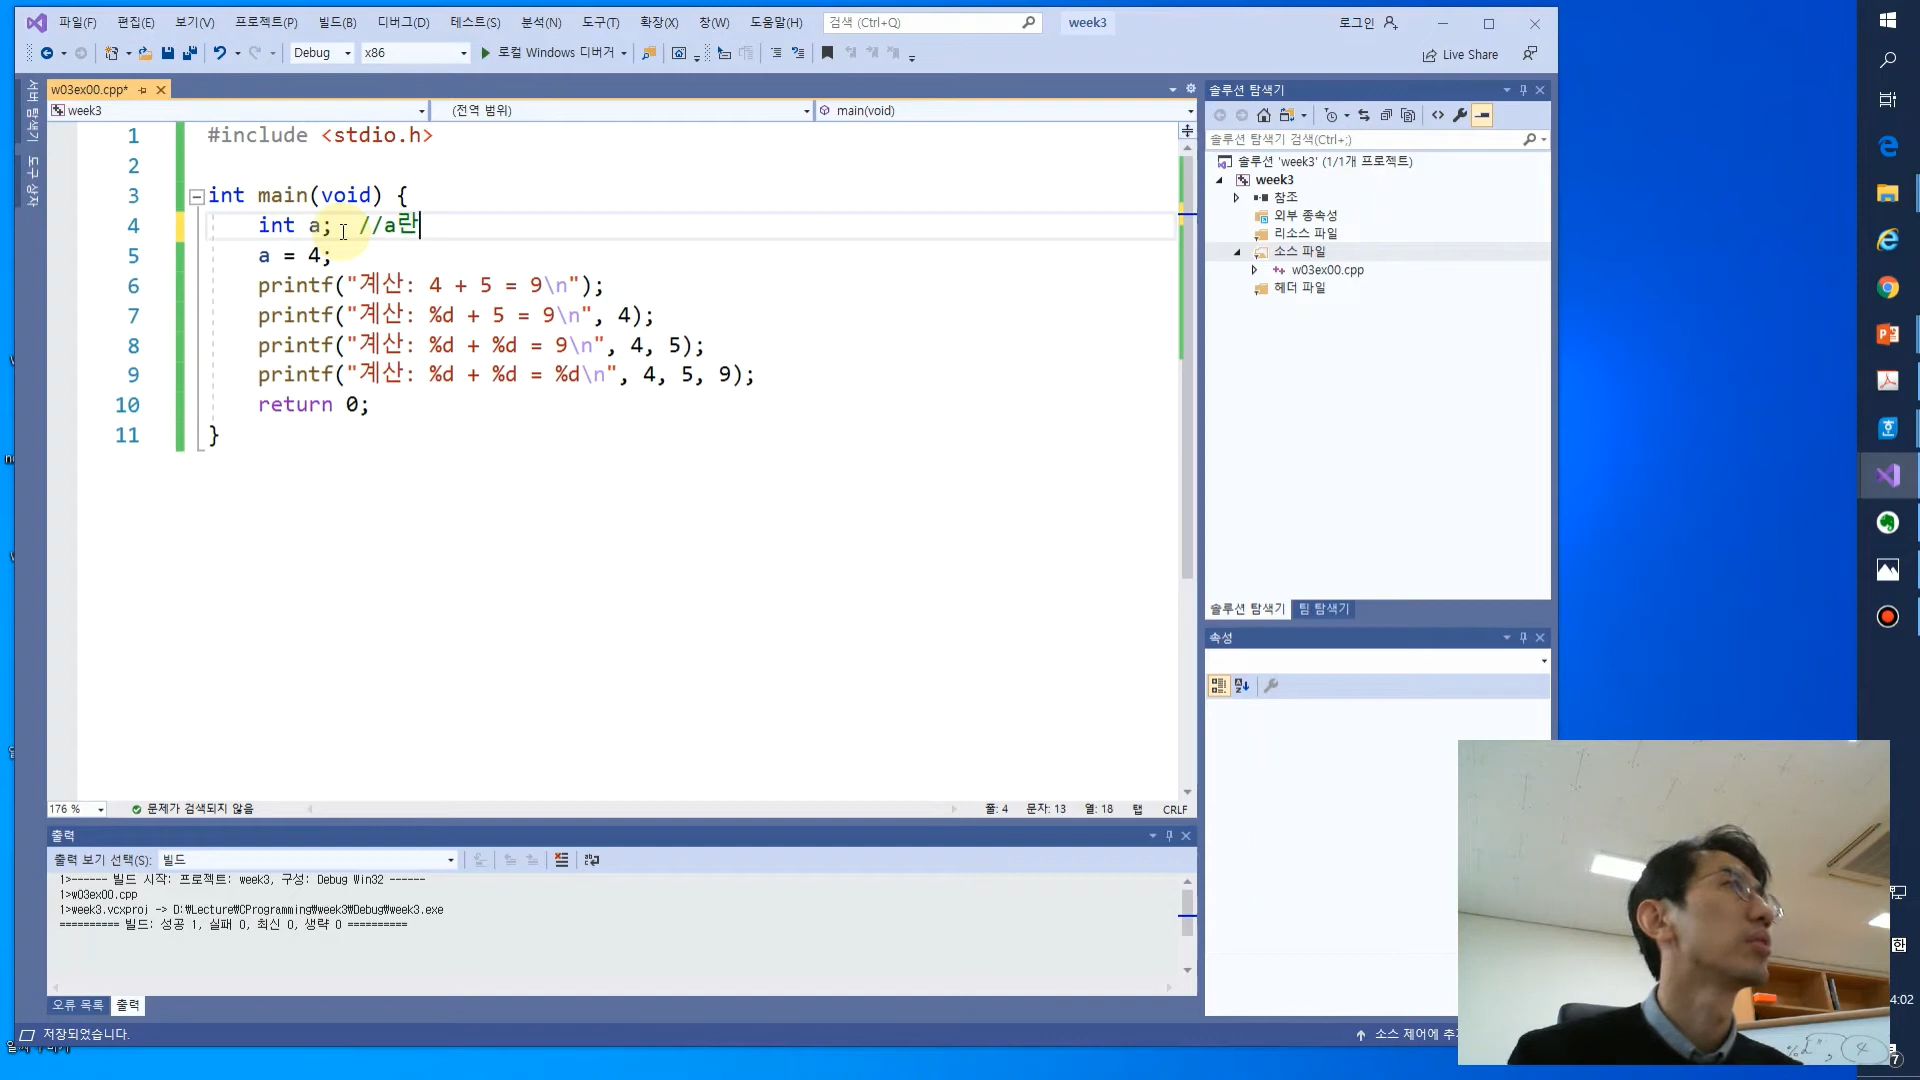 파일(F) 편집(E) 보기(V) 프로젝트(P) 빌드(B) 디버그(D) 테스트(S) 분석(N) 도구(T) 확장(X) 창(W) 도움말(H) 검색 (Ctrl+Q) week3 로그인
Debug x86 로컬 Windows 디버거 Live Share
서버 탐색기
도구 상자
w03ex00.cpp*
week3 (전역 범위) main(void)
1 #include <stdio.h>
2
3 int main(void) {
4 int a; //a란
5 a = 4;
6 printf("계산: 4 + 5 = 9\n");
7 printf("계산: %d + 5 = 9\n", 4);
8 printf("계산: %d + %d = 9\n", 4, 5);
9 printf("계산: %d + %d = %d\n", 4, 5, 9);
10 return 0;
11 }
176 % 문제가 검색되지 않음 줄: 4 문자: 13 열: 18 탭 CRLF
출력
출력 보기 선택(S): 빌드
1>------ 빌드 시작: 프로젝트: week3, 구성: Debug Win32 ------
1>w03ex00.cpp
1>week3.vcxproj -> D:₩Lecture₩CProgramming₩week3₩Debug₩week3.exe
========== 빌드: 성공 1, 실패 0, 최신 0, 생략 0 ==========
오류 목록 출력
저장되었습니다.
솔루션 탐색기
솔루션 탐색기 검색(Ctrl+;)
솔루션 'week3' (1/1개 프로젝트)
week3
참조
외부 종속성
리소스 파일
소스 파일
w03ex00.cpp
헤더 파일
솔루션 탐색기 팀 탐색기
속성
소스 제어에
한
4:02
7